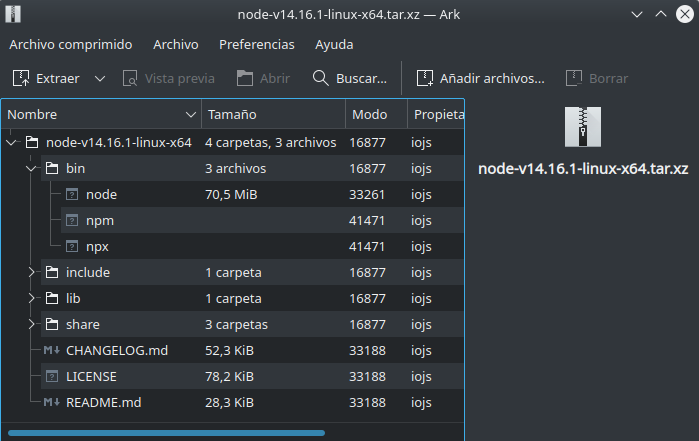 node-v14.16.1-linux-x64.tar.xz — Ark
Archivo comprimido Archivo Preferencias Ayuda
Extraer Vista previa Abrir Buscar... Añadir archivos... Borrar
Nombre Tamaño Modo Propieta
node-v14.16.1-linux-x64 4 carpetas, 3 archivos 16877 iojs
bin 3 archivos 16877 iojs
node 70,5 MiB 33261 iojs
npm 41471 iojs
npx 41471 iojs
include 1 carpeta 16877 iojs
lib 1 carpeta 16877 iojs
share 3 carpetas 16877 iojs
CHANGELOG.md 52,3 KiB 33188 iojs
LICENSE 78,2 KiB 33188 iojs
README.md 28,3 KiB 33188 iojs
node-v14.16.1-linux-x64.tar.xz